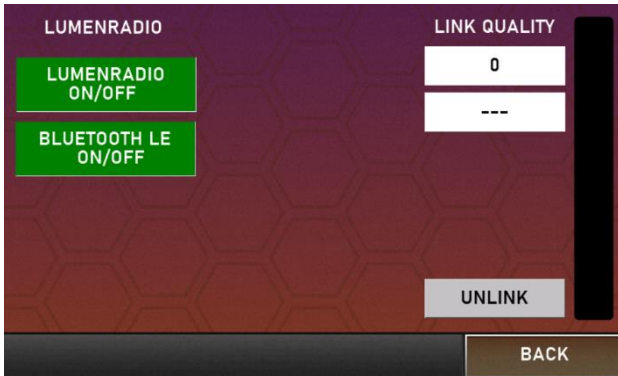 LUMENRADIO
LINK QUALITY
LUMENRADIO
ON/OFF
0
---
BLUETOOTH LE
ON/OFF
UNLINK
BACK